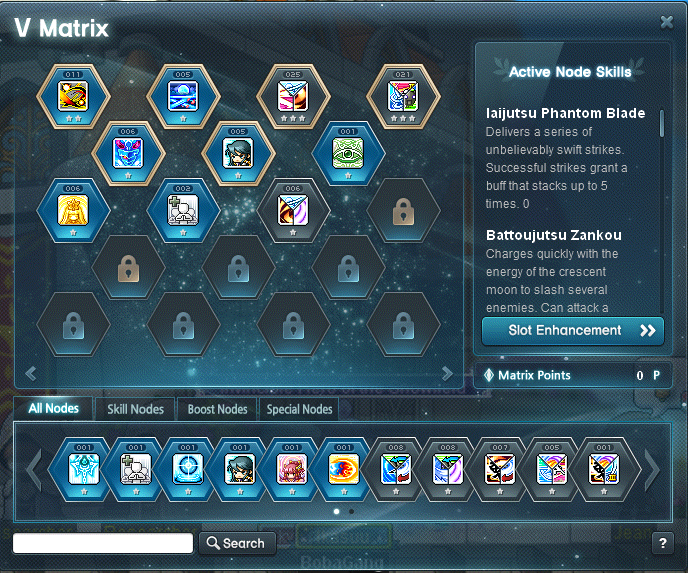 V Matrix
011
005
025
021
006
005
001
006
002
006
Active Node Skills
Iaijutsu Phantom Blade
Delivers a series of
unbelievably swift strikes.
Successful strikes grant a
buff that stacks up to 5
times. 0
Battoujutsu Zankou
Charges quickly with the
energy of the crescent
moon to slash several
enemies. Can attack a
Slot Enhancement
Matrix Points 0 P
All Nodes Skill Nodes Boost Nodes Special Nodes
001 001 001 001 001 001 008 008 007 005 001
Search ?
BobaGang